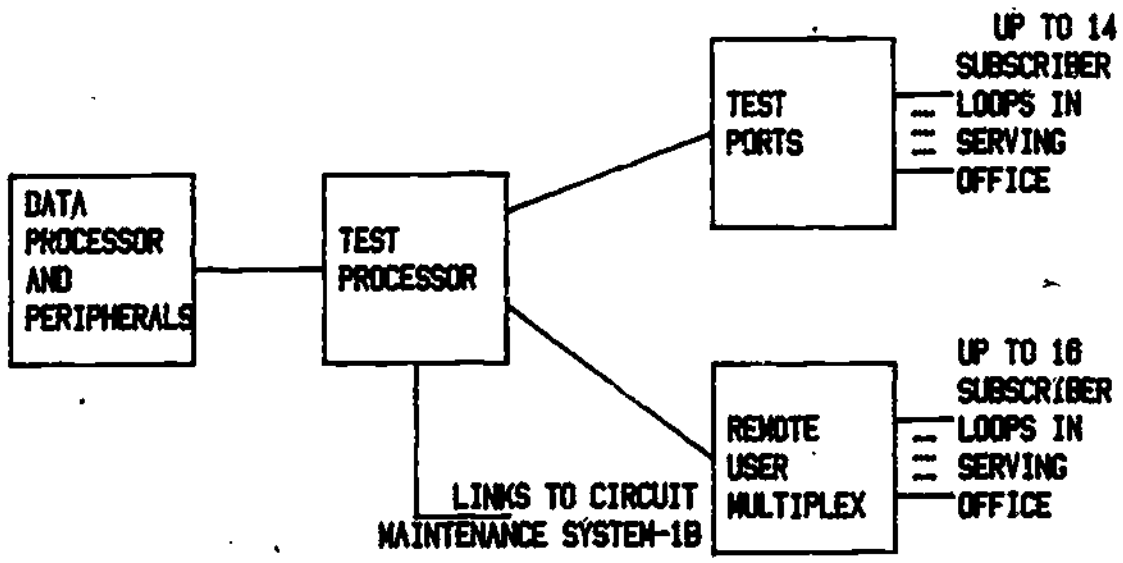 DATA
PROCESSOR
AND
PERIPHERALS
TEST
PROCESSOR
LINKS TO CIRCUIT
MAINTENANCE SYSTEM-1B
TEST
PORTS
UP TO 14
SUBSCRIBER
LOOPS IN
SERVING
OFFICE
REMOTE
USER
MULTIPLEX
UP TO 16
SUBSCRIBER
LOOPS IN
SERVING
OFFICE